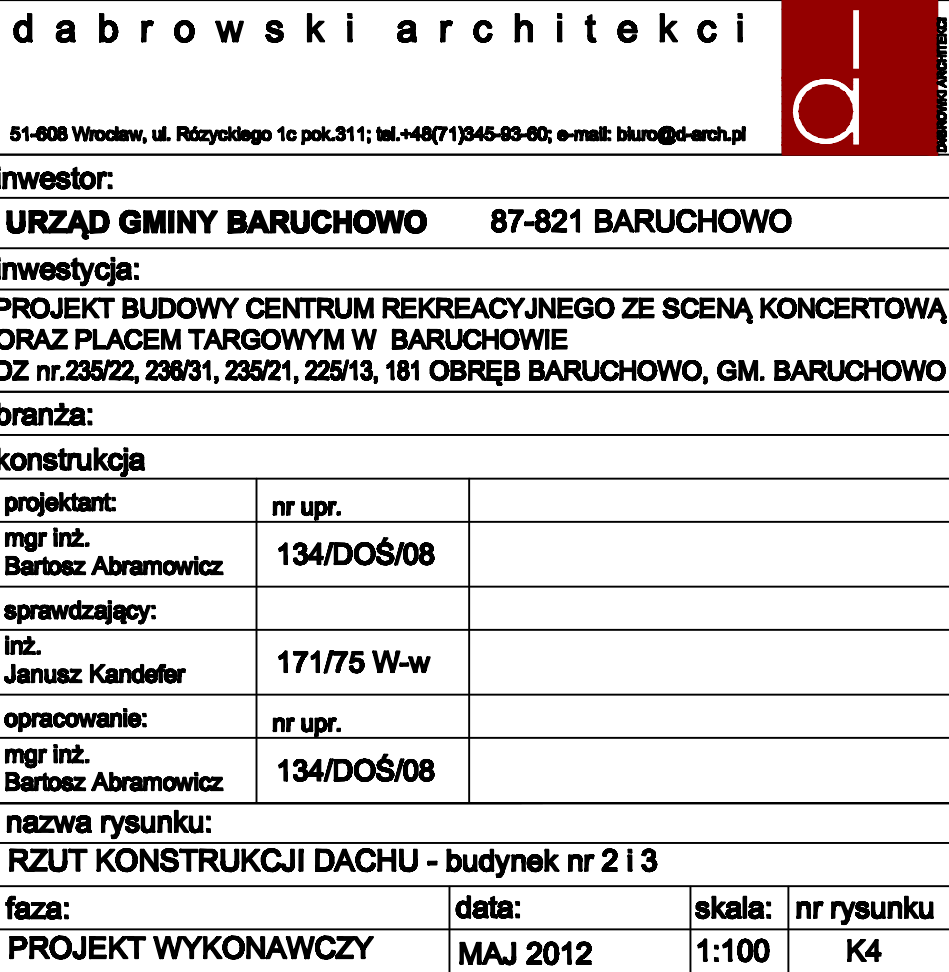 dabrowski architekci
51-608 Wrocław, ul. Rózyckiego 1c pok.311; tel.+48(71)345-93-60; e-mail: biuro@d-arch.pl
d
DABROWSKI ARCHITEKCI
inwestor:
URZĄD GMINY BARUCHOWO 87-821 BARUCHOWO
inwestycja:
PROJEKT BUDOWY CENTRUM REKREACYJNEGO ZE SCENĄ KONCERTOWĄ
ORAZ PLACEM TARGOWYM W BARUCHOWIE
DZ nr.235/22, 236/31, 235/21, 225/13, 181 OBRĘB BARUCHOWO, GM. BARUCHOWO
branża:
konstrukcja
projektant: nr upr.
mgr inż.
Bartosz Abramowicz 134/DOŚ/08
sprawdzający:
inż.
Janusz Kandefer 171/75 W-w
opracowanie: nr upr.
mgr inż.
Bartosz Abramowicz 134/DOŚ/08
nazwa rysunku:
RZUT KONSTRUKCJI DACHU - budynek nr 2 i 3
faza: data: skala: nr rysunku
PROJEKT WYKONAWCZY MAJ 2012 1:100 K4